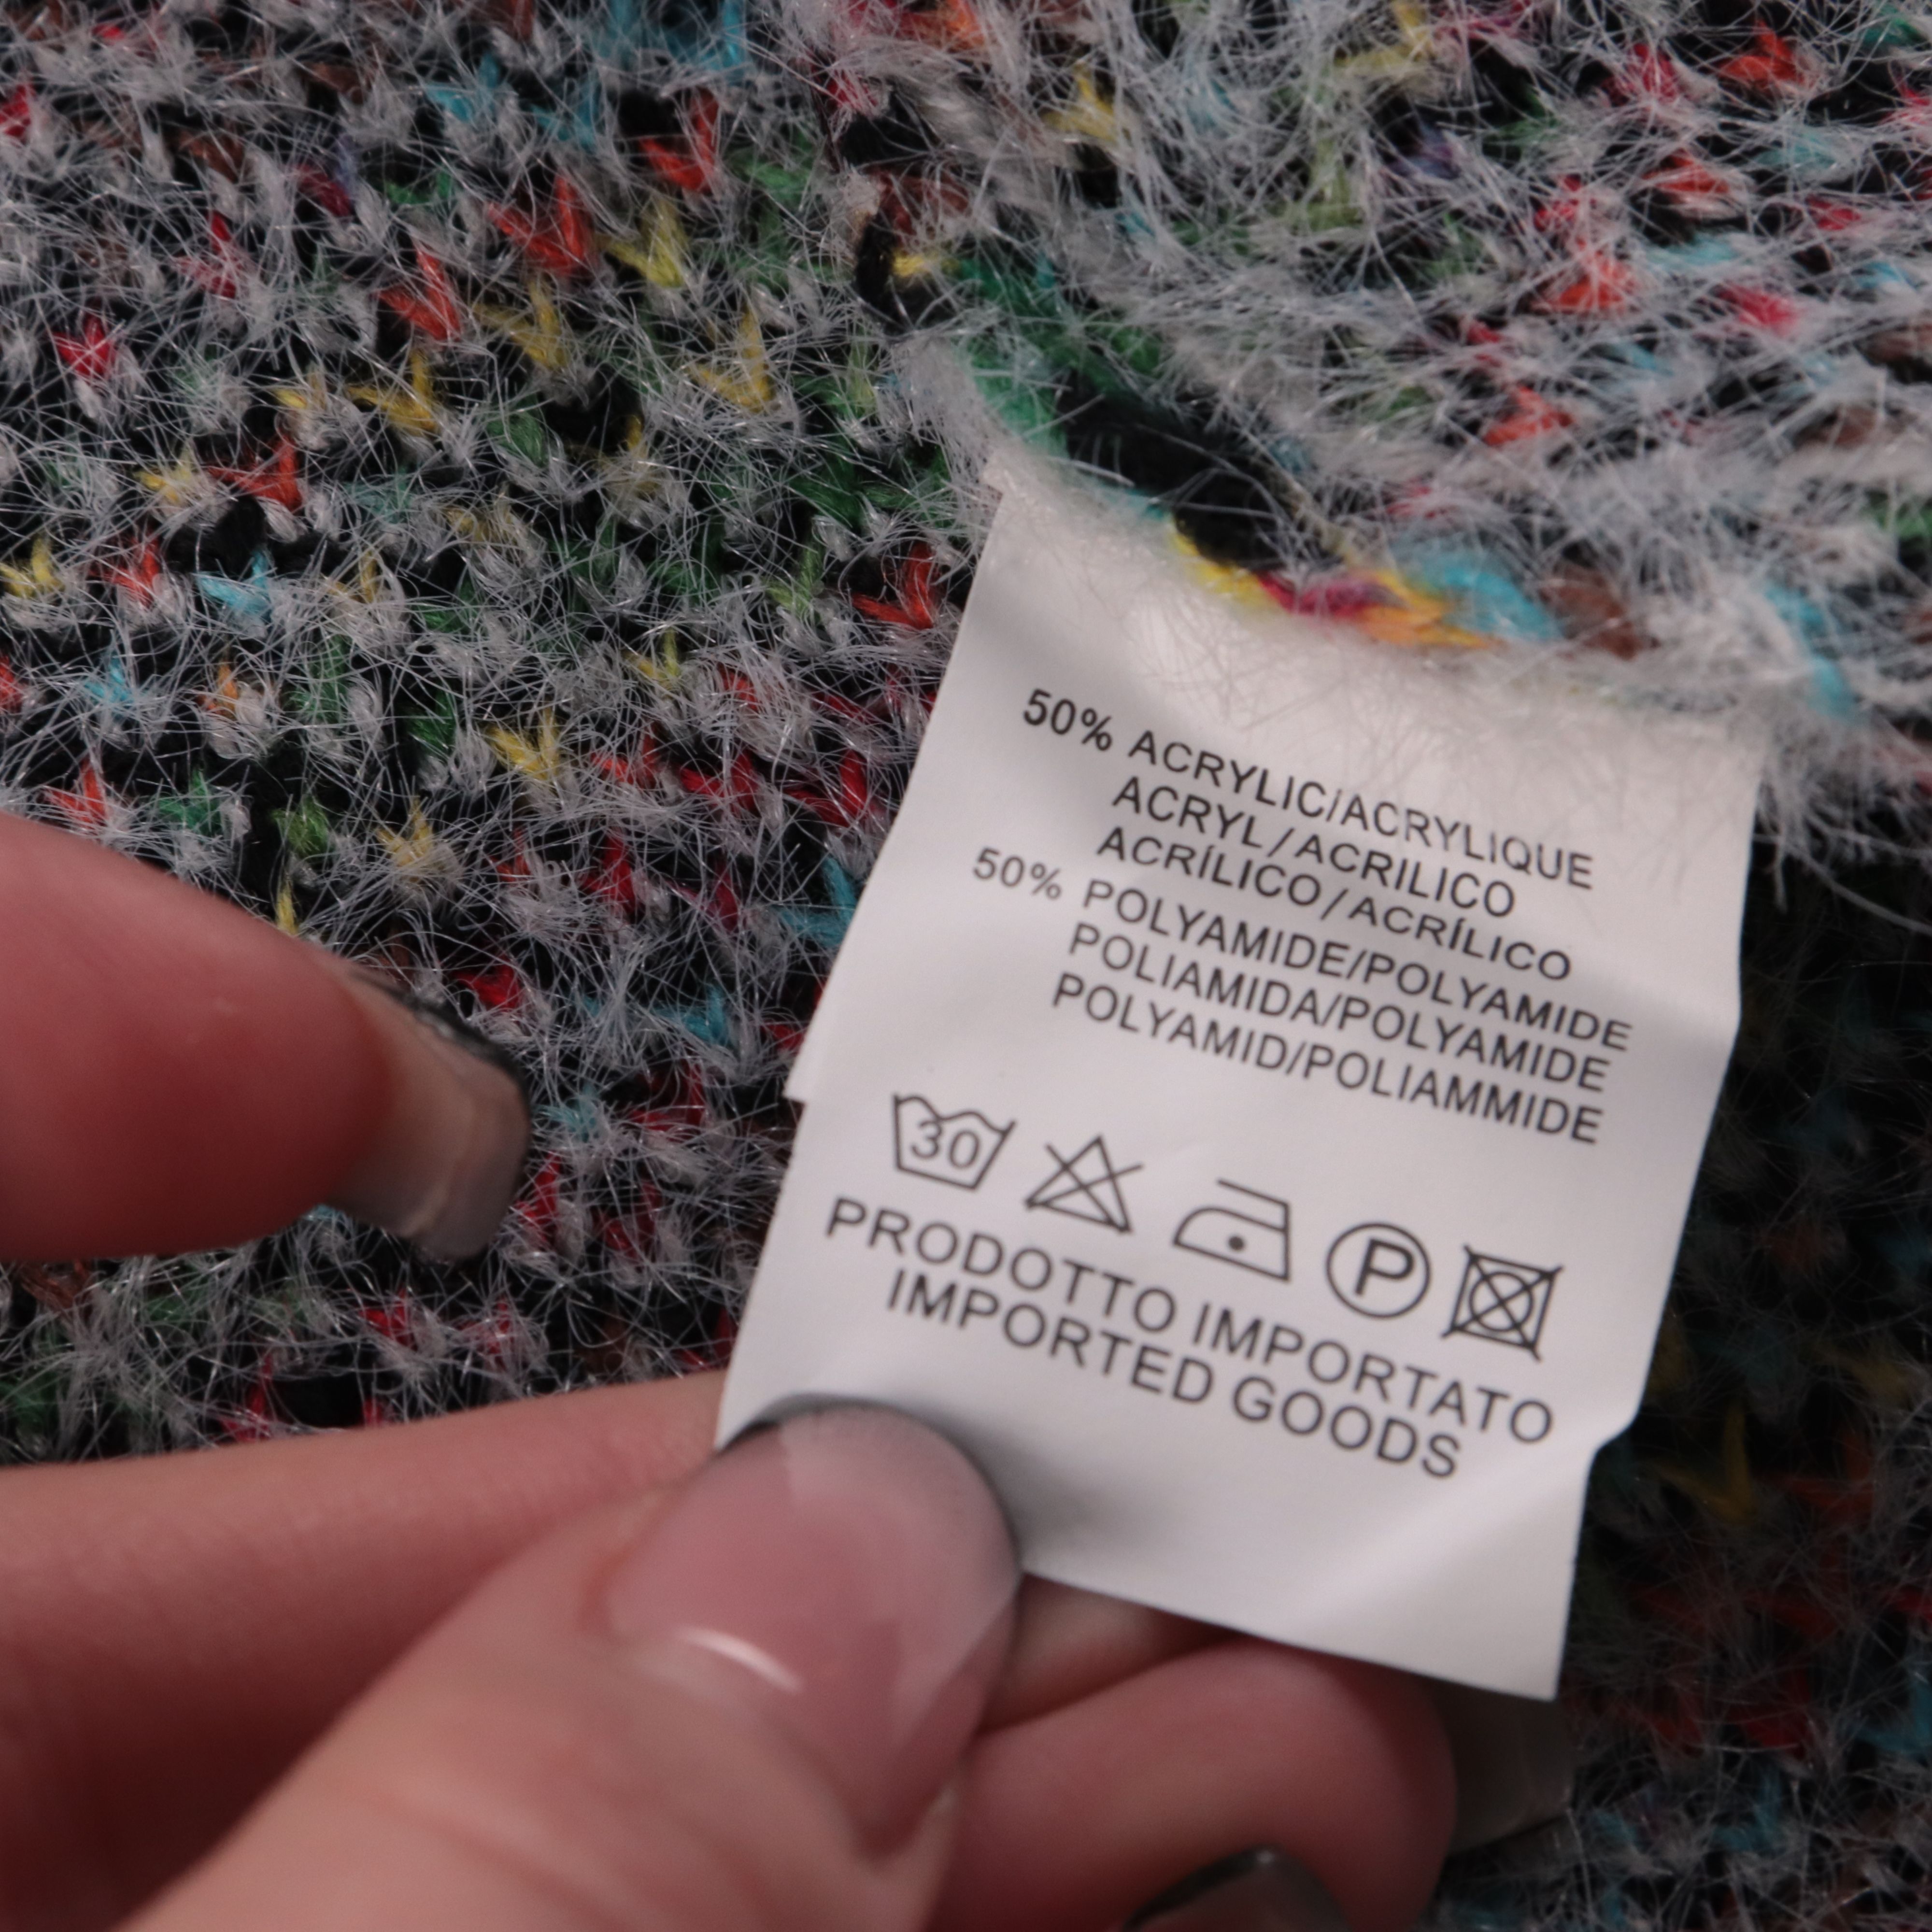 50% ACRYLIC/ACRYLIQUE
ACRYL/ACRILICO
ACRÍLICO/ACRÍLICO
50% POLYAMIDE/POLYAMIDE
POLIAMIDA/POLYAMIDE
POLYAMID/POLIAMMIDE
30 P
PRODOTTO IMPORTATO
IMPORTED GOODS